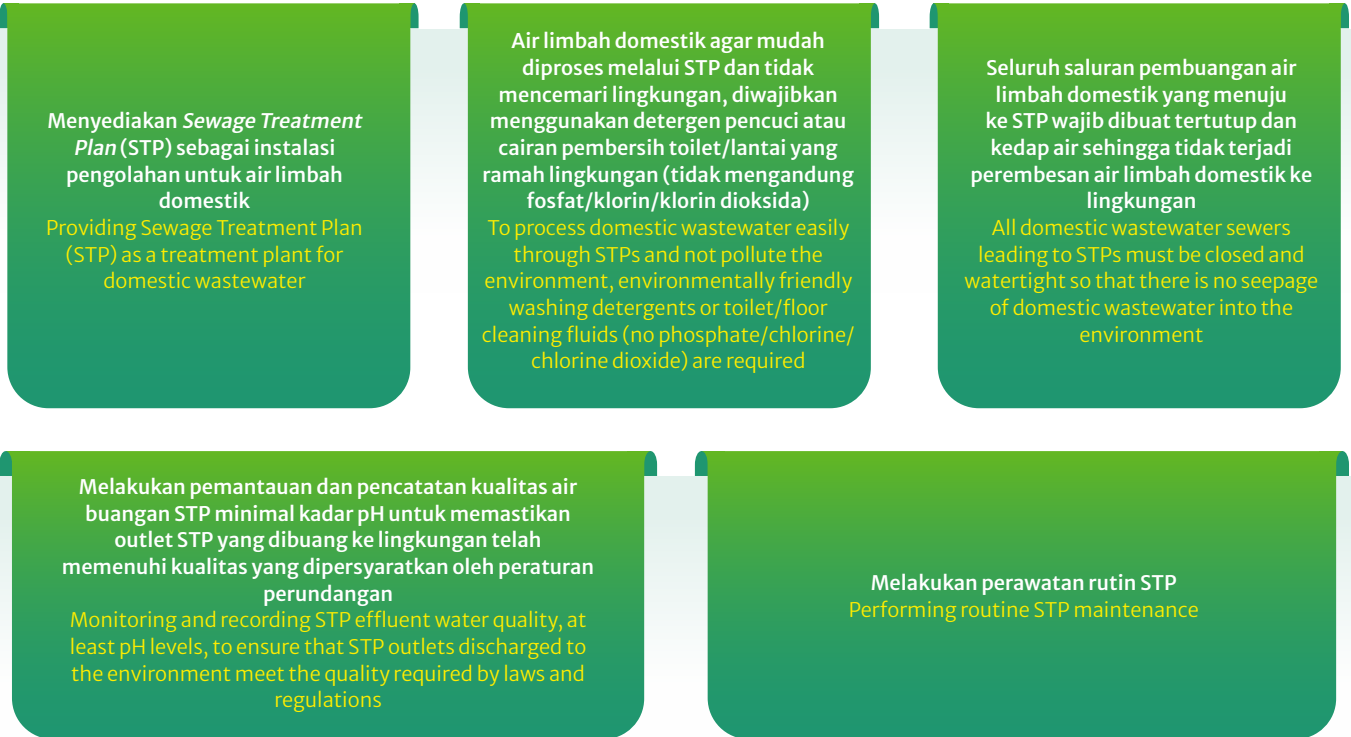 Menyediakan Sewage Treatment
Plan (STP) sebagai instalasi
pengolahan untuk air limbah
domestik
Providing Sewage Treatment Plan
(STP) as a treatment plant for
domestic wastewater
Air limbah domestik agar mudah
diproses melalui STP dan tidak
mencemari lingkungan, diwajibkan
menggunakan detergen pencuci atau
cairan pembersih toilet/lantai yang
ramah lingkungan (tidak mengandung
fosfat/klorin/klorin dioksida)
To process domestic wastewater easily
through STPs and not pollute the
environment, environmentally friendly
washing detergents or toilet/floor
cleaning fluids (no phosphate/chlorine/
chlorine dioxide) are required
Seluruh saluran pembuangan air
limbah domestik yang menuju
ke STP wajib dibuat tertutup dan
kedap air sehingga tidak terjadi
perembesan air limbah domestik ke
lingkungan
All domestic wastewater sewers
leading to STPs must be closed and
watertight so that there is no seepage
of domestic wastewater into the
environment
Melakukan pemantauan dan pencatatan kualitas air
buangan STP minimal kadar pH untuk memastikan
outlet STP yang dibuang ke lingkungan telah
memenuhi kualitas yang dipersyaratkan oleh peraturan
perundangan
Monitoring and recording STP effluent water quality, at
least pH levels, to ensure that STP outlets discharged to
the environment meet the quality required by laws and
regulations
Melakukan perawatan rutin STP
Performing routine STP maintenance